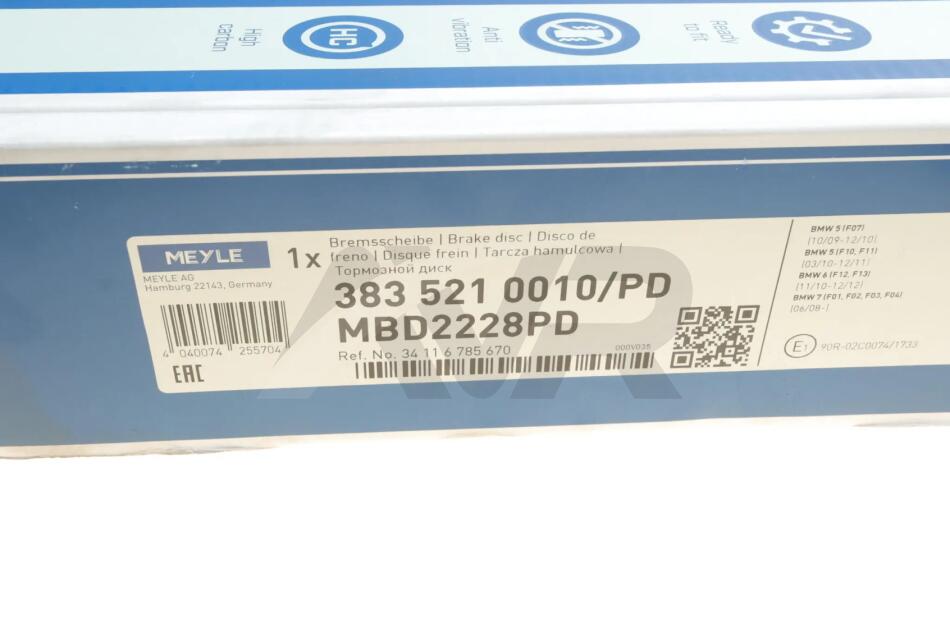 High
carbon
HC
Anti
vibration
Ready
to fit
MEYLE
MEYLE AG
Hamburg 22143, Germany
4 040074 255704
EAC
1x
Bremsscheibe | Brake disc | Disco de
freno | Disque frein | Tarcza hamulcowa |
Тормозной диск
383 521 0010/PD
MBD2228PD
Ref. No. 34 11 6 785 670
000V035
BMW 5 (F07)
(10/09-12/10)
BMW 5 (F10, F11)
(03/10-12/11)
BMW 6 (F12, F13)
(11/10-12/12)
BMW 7 (F01, F02, F03, F04)
(06/08-)
E1 90R-02C0074/1733
AVR